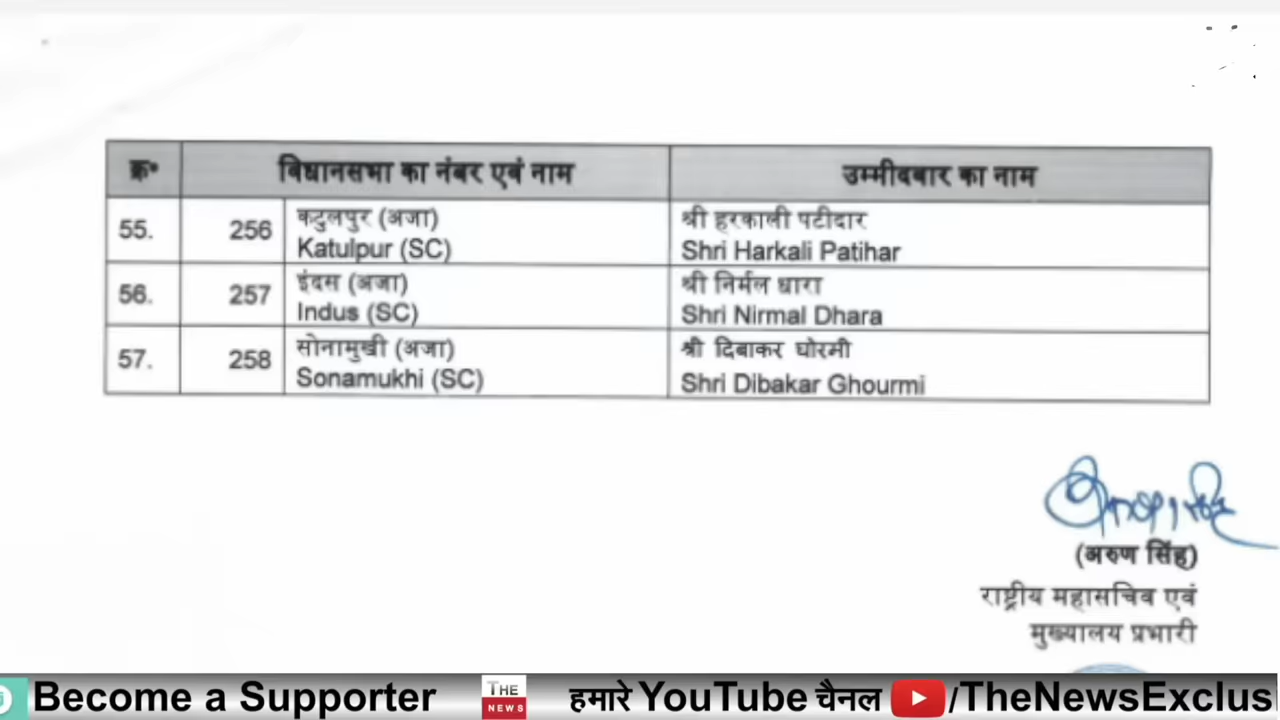 क्र० विधानसभा का नंबर एवं नाम उम्मीदवार का नाम
55. 256 कटुलपुर (अजा) श्री हरकाली पटीदार
Katulpur (SC) Shri Harkali Patihar
56. 257 इंदस (अजा) श्री निर्मल धारा
Indus (SC) Shri Nirmal Dhara
57. 258 सोनामुखी (अजा) श्री दिबाकर घोरमी
Sonamukhi (SC) Shri Dibakar Ghourmi
(अरुण सिंह)
राष्ट्रीय महासचिव एवं
मुख्यालय प्रभारी
Become a Supporter THE NEWS हमारे YouTube चैनल /TheNewsExclus